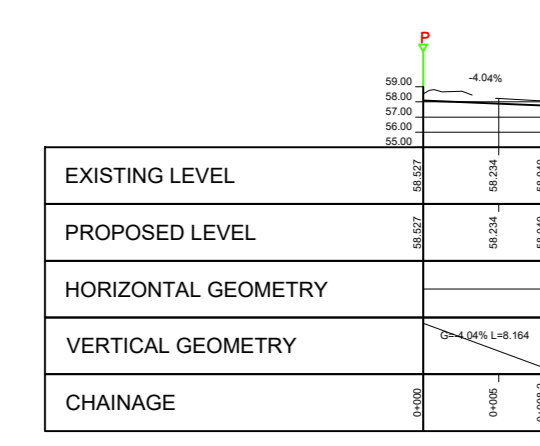 P
59.00
-4.04%
58.00
57.00
56.00
55.00
EXISTING LEVEL 58.527 58.234
PROPOSED LEVEL 58.527 58.234
HORIZONTAL GEOMETRY
VERTICAL GEOMETRY G=-4.04% L=8.164
CHAINAGE 0+000 0+005